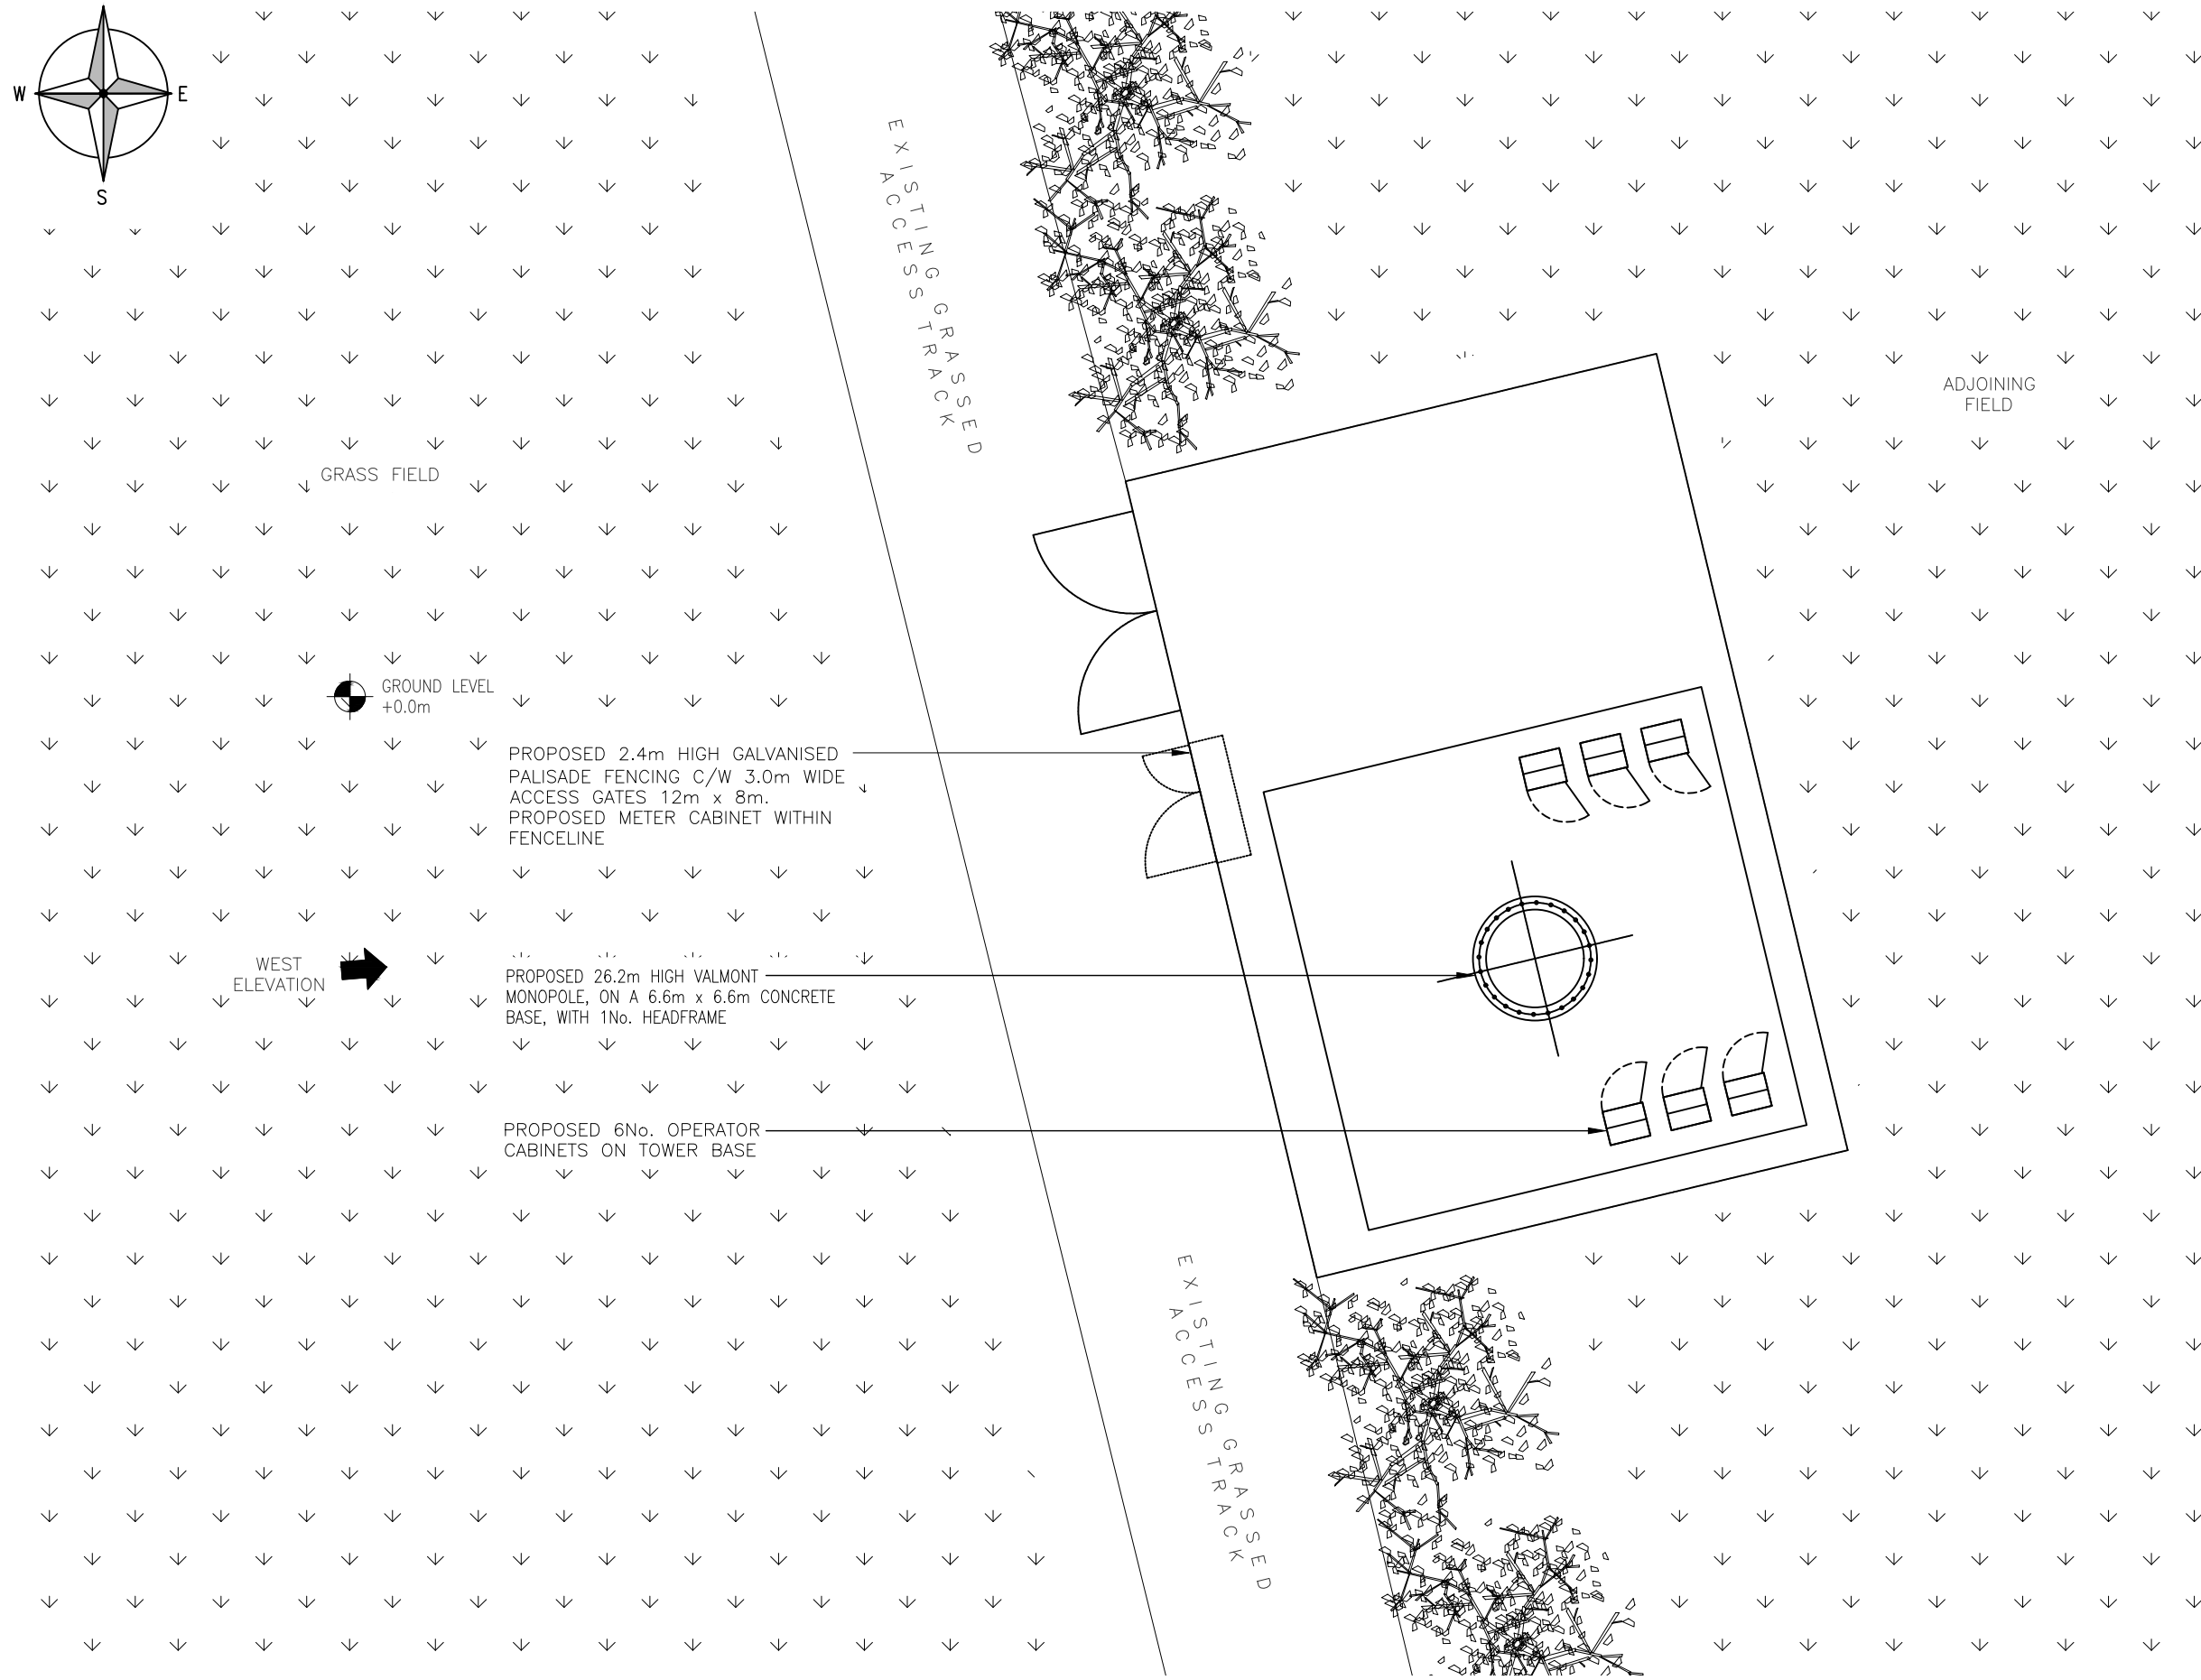 W
E
S
EXISTING GRASSED
ACCESS TRACK
ADJOINING
FIELD
GRASS FIELD
GROUND LEVEL
+0.0m
PROPOSED 2.4m HIGH GALVANISED
PALISADE FENCING C/W 3.0m WIDE
ACCESS GATES 12m x 8m.
PROPOSED METER CABINET WITHIN
FENCELINE
WEST
ELEVATION
PROPOSED 26.2m HIGH VALMONT
MONOPOLE, ON A 6.6m x 6.6m CONCRETE
BASE, WITH 1No. HEADFRAME
PROPOSED 6No. OPERATOR
CABINETS ON TOWER BASE
EXISTING GRASSED
ACCESS TRACK